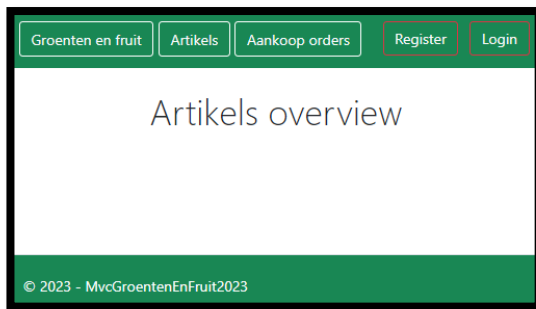 Groenten en fruit Artikels Aankoop orders Register Login
Artikels overview
© 2023 - MvcGroentenEnFruit2023